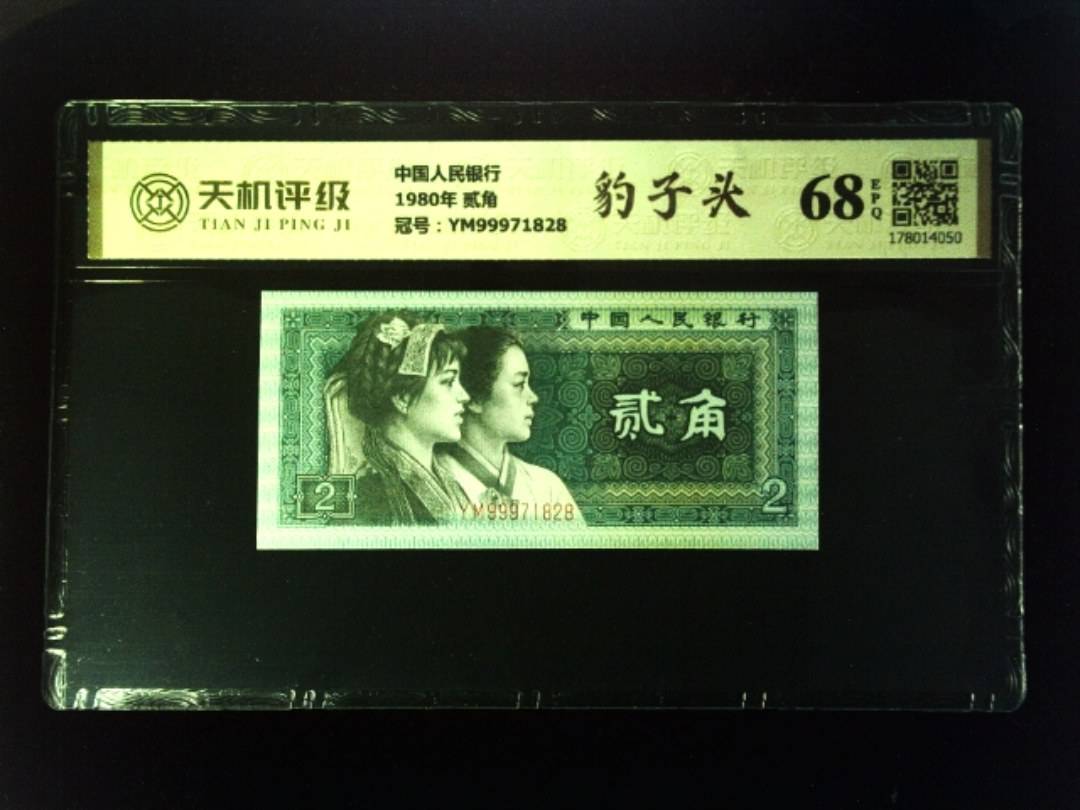 天机评级
TIAN JI PING JI
中国人民银行
1980年 贰角
冠号：YM99971828
豹子头
68
EPQ
178014050
中国人民银行
贰角
2
YM99971828
2